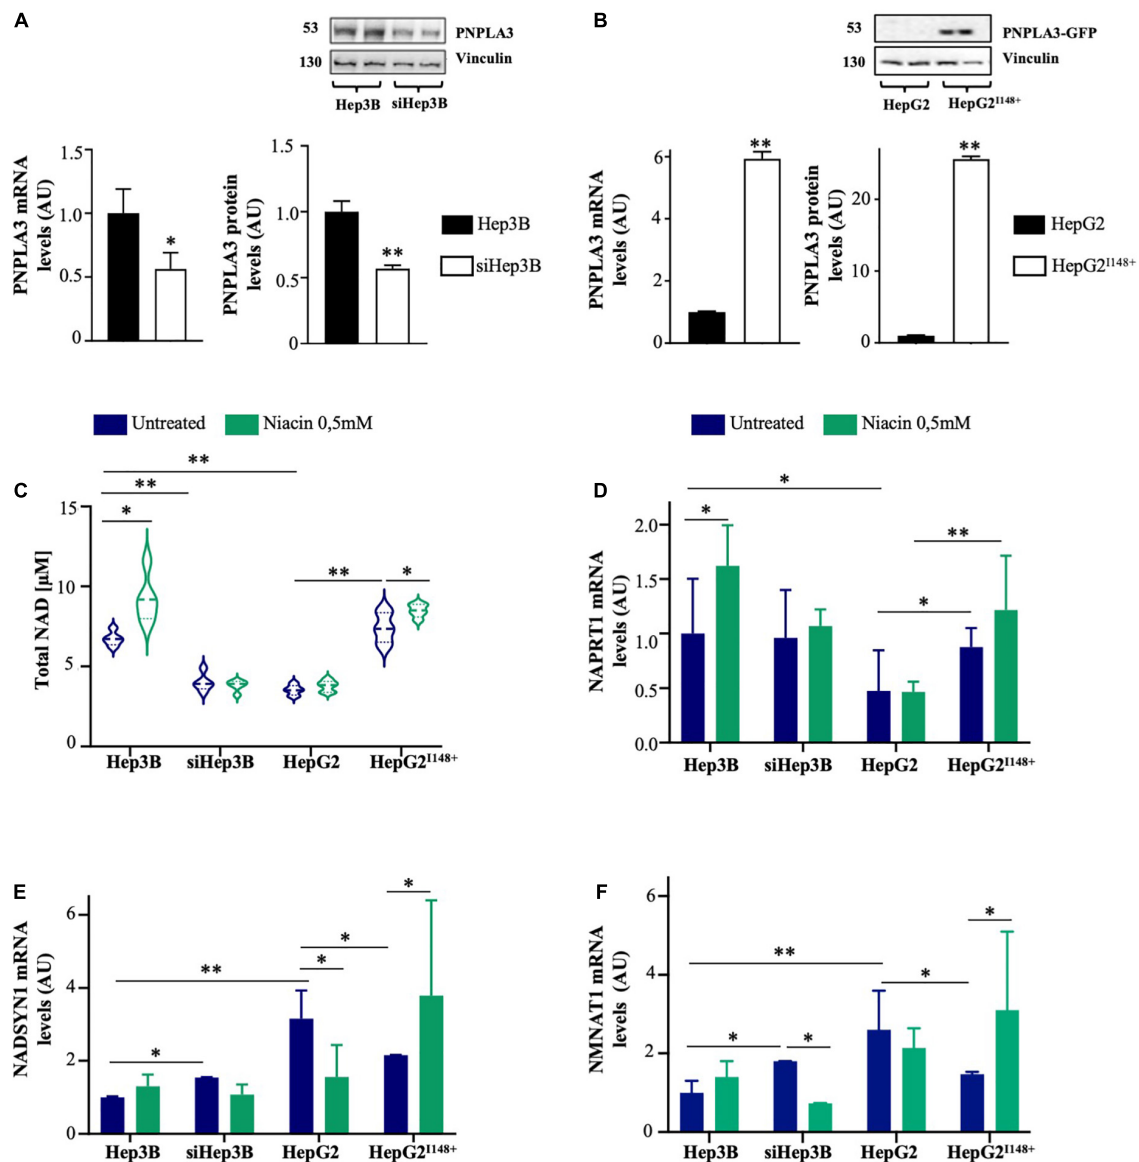 A
53
PNPLA3
130
Vinculin
Hep3B siHep3B
PNPLA3 mRNA
levels (AU)
1.5
1.0
0.5
0
*
PNPLA3 protein
levels (AU)
1.5
1.0
0.5
0
**
Hep3B
siHep3B
B
53
PNPLA3-GFP
130
Vinculin
HepG2 HepG2I148+
PNPLA3 mRNA
levels (AU)
6
4
2
0
**
PNPLA3 protein
levels (AU)
20
10
0
**
HepG2
HepG2I148+
Untreated Niacin 0,5mM
C
Total NAD [µM]
15
10
5
0
**
**
*
** *
Hep3B siHep3B HepG2 HepG2I148+
Untreated Niacin 0,5mM
D
NAPRT1 mRNA
levels (AU)
2.0
1.5
1.0
0.5
0.0
*
*
**
*
Hep3B siHep3B HepG2 HepG2I148+
E
NADSYN1 mRNA
levels (AU)
6
4
2
0
*
*
**
*
*
Hep3B siHep3B HepG2 HepG2I148+
F
NMNAT1 mRNA
levels (AU)
6
4
2
0
*
**
*
*
*
Hep3B siHep3B HepG2 HepG2I148+